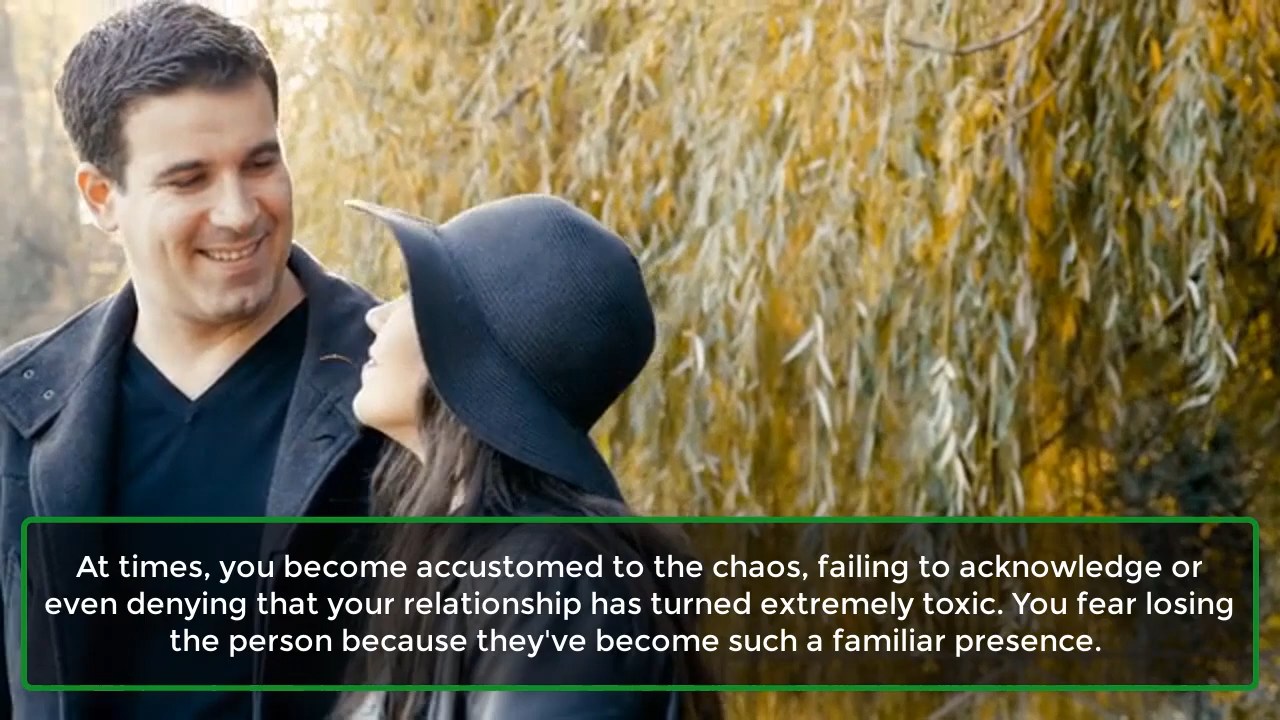 At times, you become accustomed to the chaos, failing to acknowledge or
even denying that your relationship has turned extremely toxic. You fear losing
the person because they've become such a familiar presence.